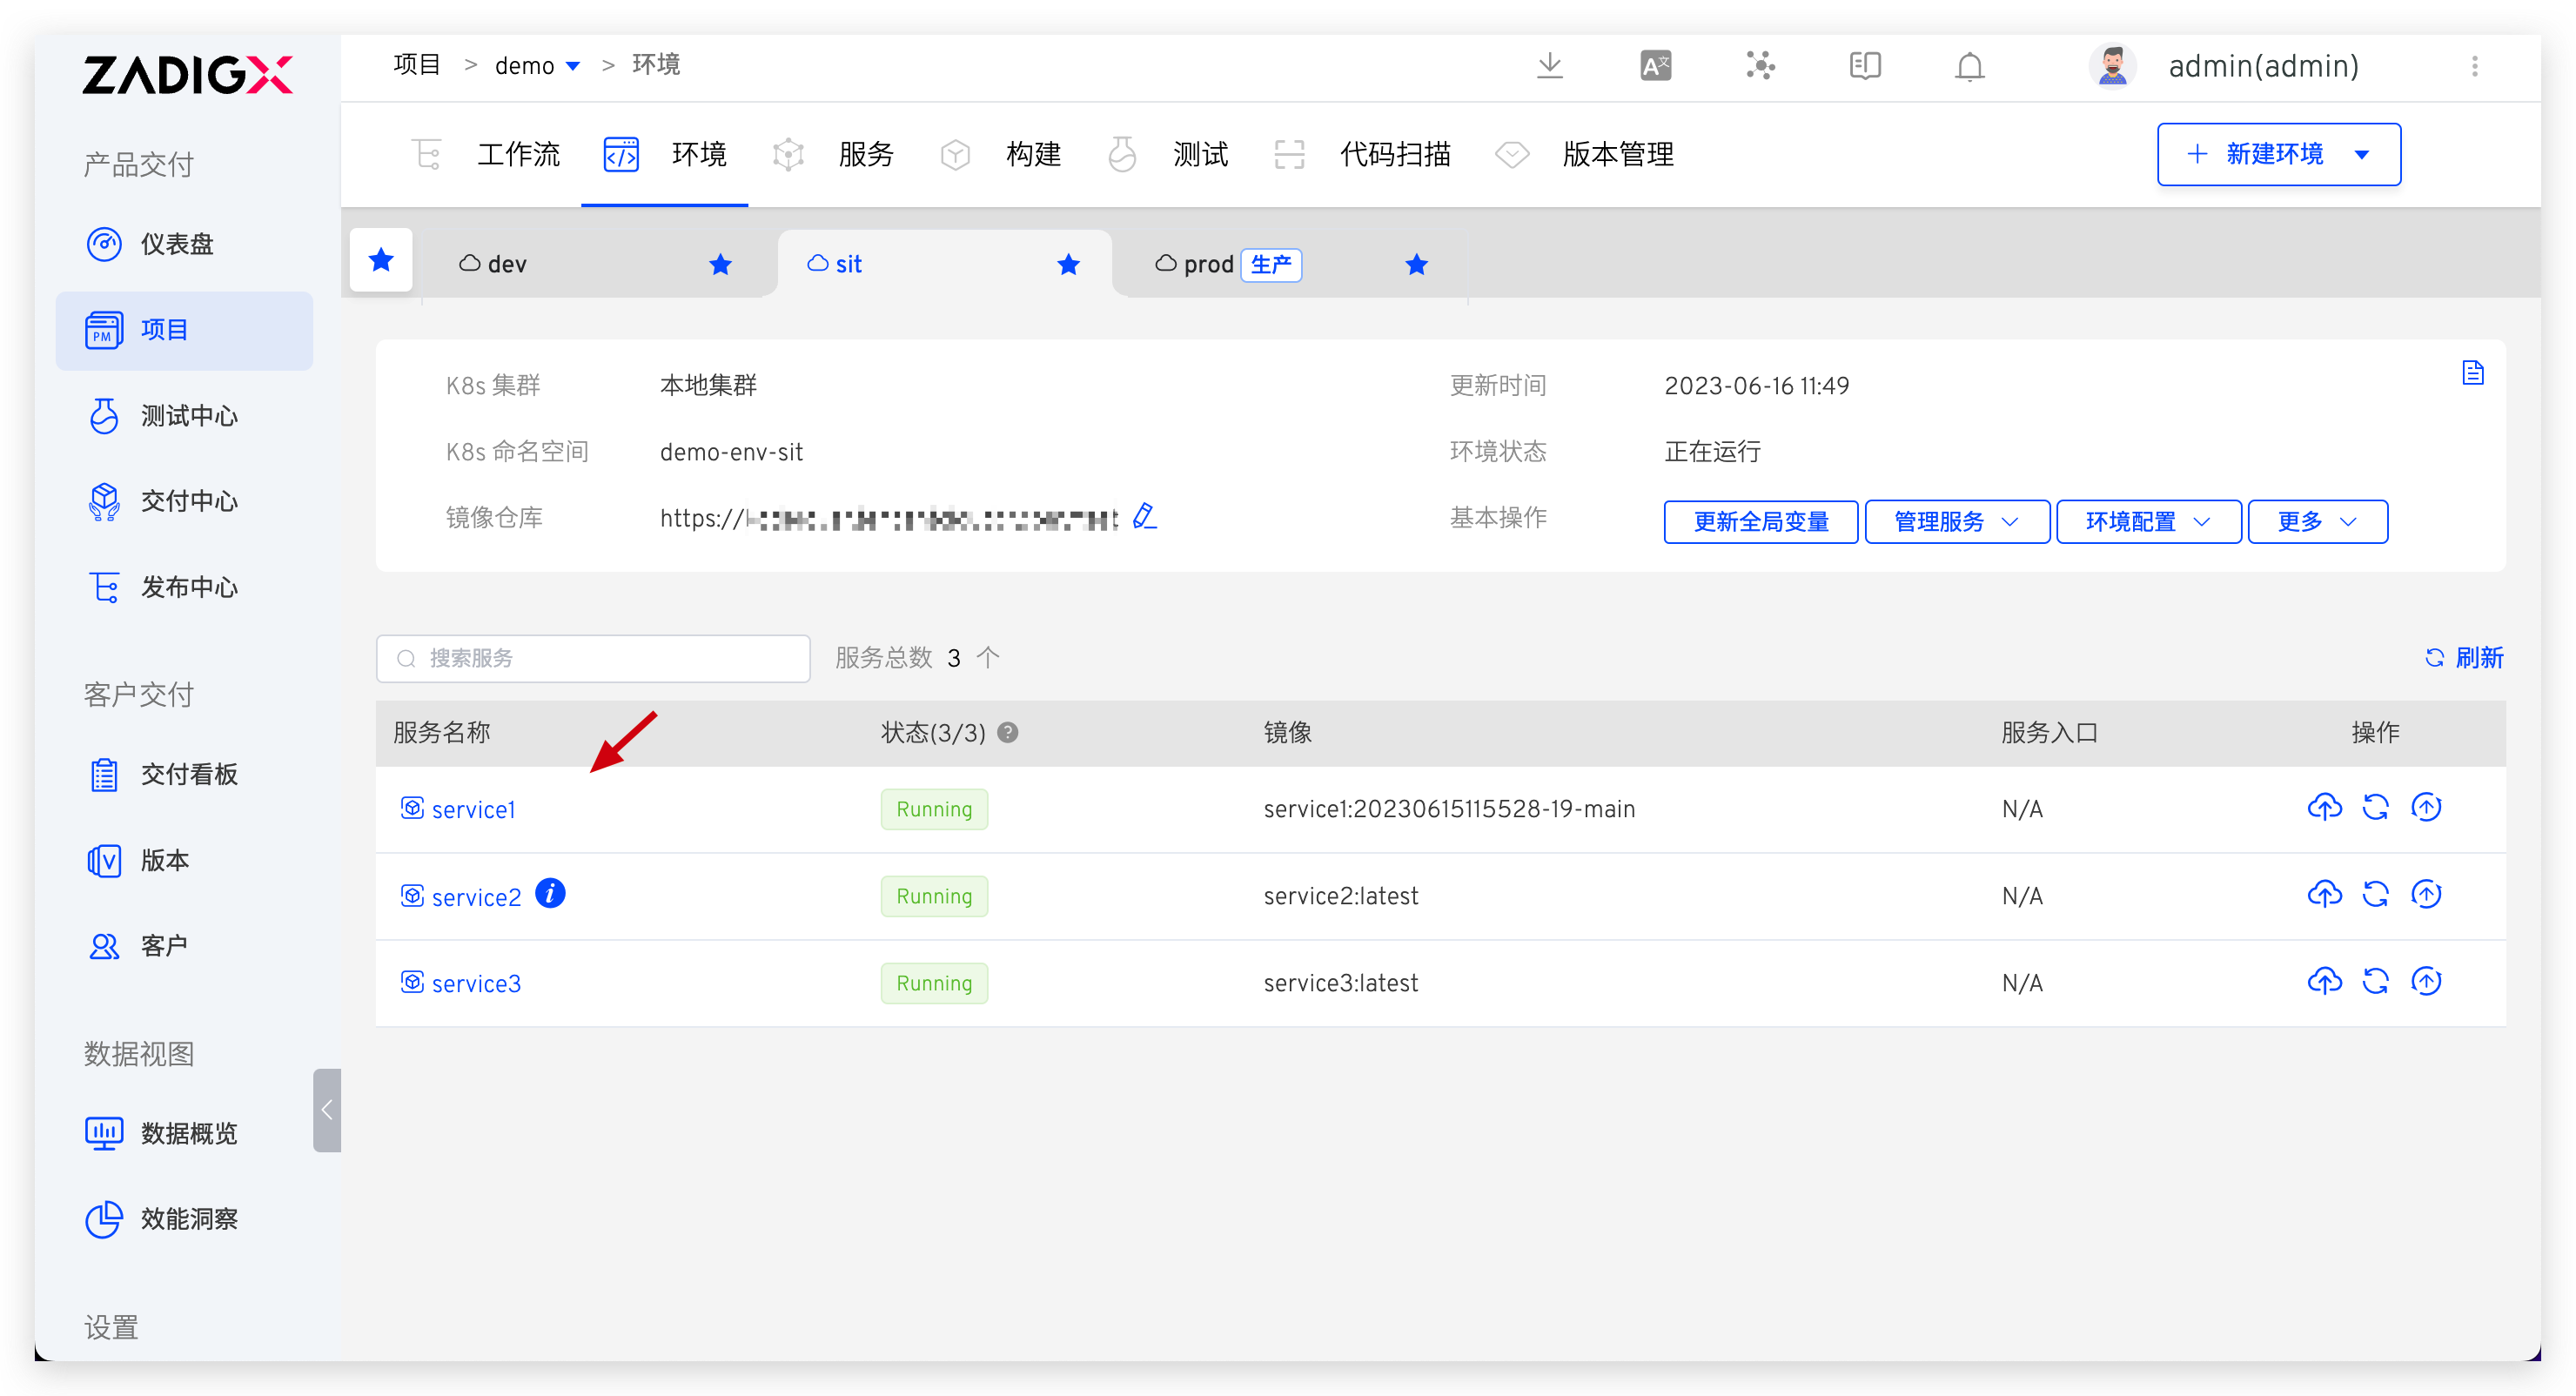 ZADIGX
项目 > demo > 环境
admin(admin)
产品交付
仪表盘
PM 项目
测试中心
交付中心
发布中心
客户交付
交付看板
版本
客户
数据视图
数据概览
效能洞察
设置
工作流 环境 服务 构建 测试 代码扫描 版本管理
+ 新建环境
dev sit prod 生产
K8s 集群 本地集群 更新时间 2023-06-16 11:49
K8s 命名空间 demo-env-sit 环境状态 正在运行
镜像仓库 https:// 基本操作 更新全局变量 管理服务 环境配置 更多
搜索服务 服务总数 3 个 刷新
服务名称 状态(3/3) ? 镜像 服务入口 操作
service1 Running service1:20230615115528-19-main N/A
service2 i Running service2:latest N/A
service3 Running service3:latest N/A